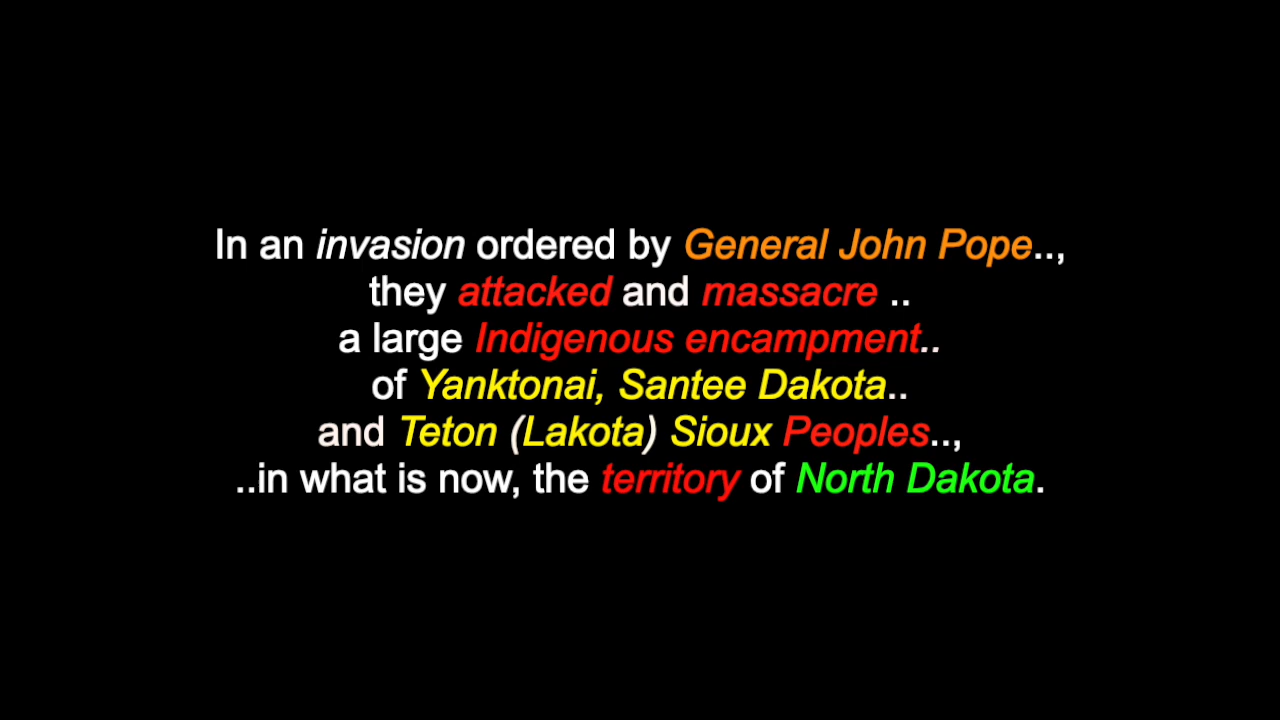 In an invasion ordered by General John Pope..,
they attacked and massacre ..
a large Indigenous encampment..
of Yanktonai, Santee Dakota..
and Teton (Lakota) Sioux Peoples..,
..in what is now, the territory of North Dakota.